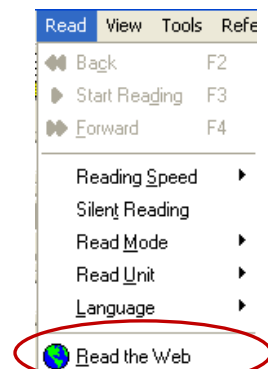 Read View Tools Refe
Back F2
Start Reading F3
Forward F4
Reading Speed
Silent Reading
Read Mode
Read Unit
Language
Read the Web